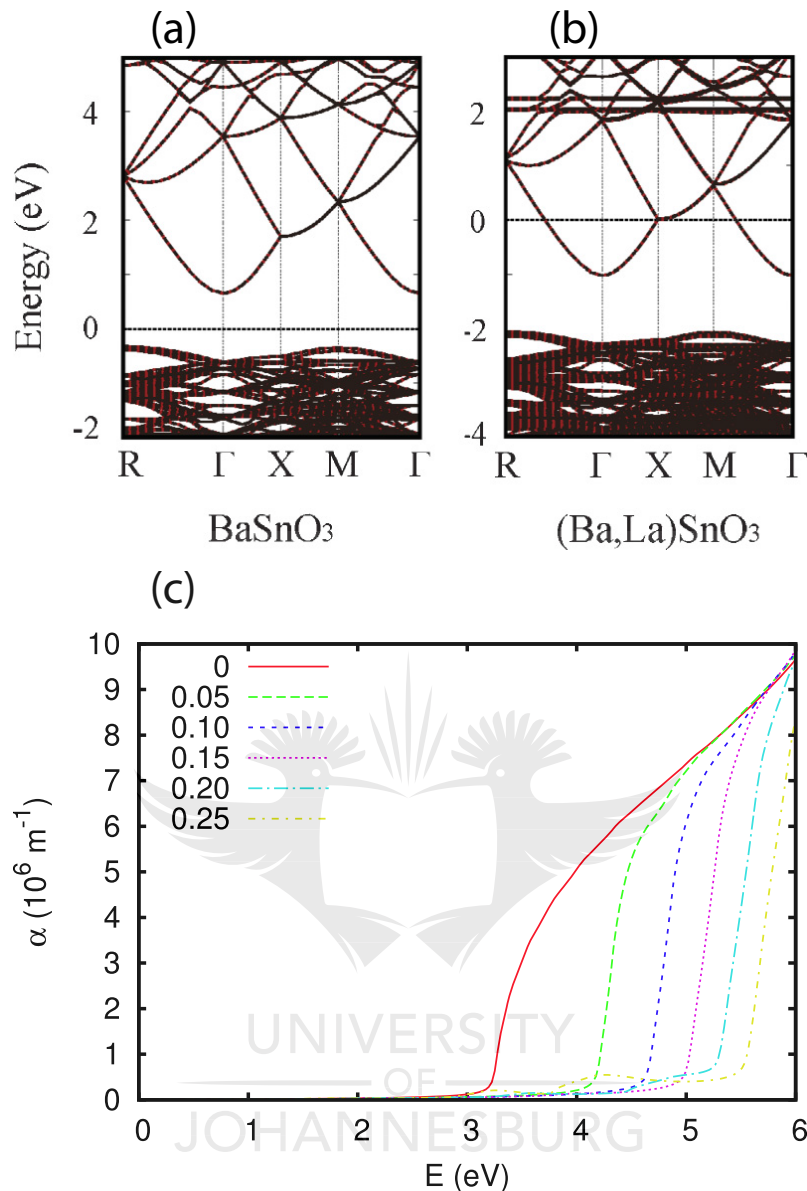 (a)
(b)
Energy (eV)
4
2
0
-2
R Γ X M Γ
BaSnO₃
2
0
-2
-4
R Γ X M Γ
(Ba,La)SnO₃
(c)
α (10⁶ m⁻¹)
10
9
8
7
6
5
4
3
2
1
0
0
0.05
0.10
0.15
0.20
0.25
UNIVERSITY
OF
JOHANNESBURG
0 1 2 3 4 5 6
E (eV)